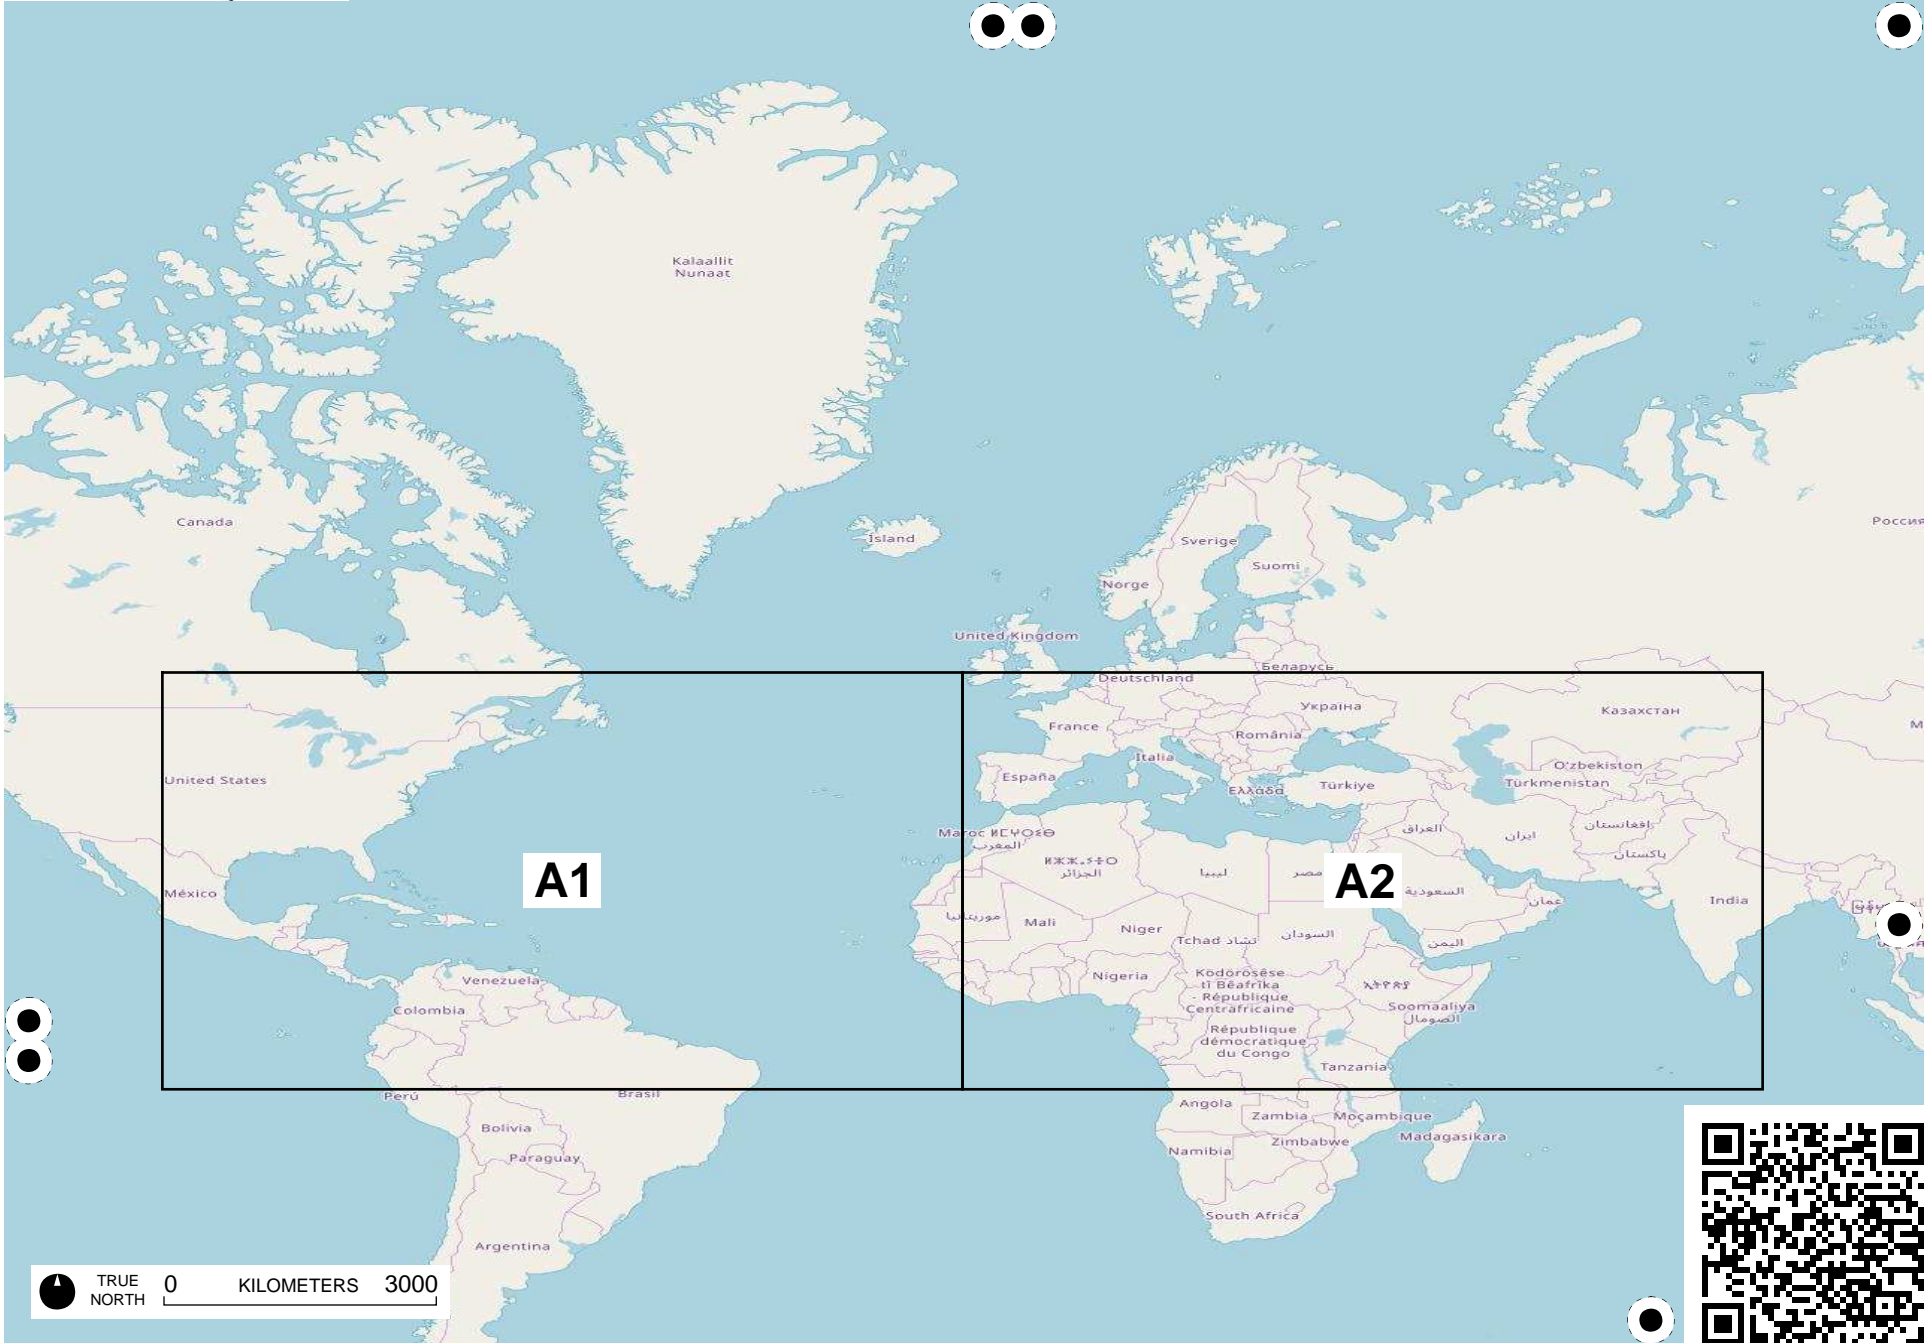 Kalaallit
Nunaat
Canada
Россия
Ísland
Sverige
Suomi
Norge
United Kingdom
Беларусь
Deutschland
Україна
Казахстан
France
România
Italia
O'zbekiston
United States
España
Ελλάδα
Türkiye
Türkmenistan
Maroc ⵍⵎⵖⵔⵉⴱ
المغرب
العراق
ایران
افغانستان
الجزائر
ليبيا
مصر
السعودية
پاکستان
A1
A2
México
India
عمان
موريتانيا
Mali
Niger
Tchad تشاد
السودان
اليمن
Venezuela
Nigeria
Ködörösêse
tî Bêafrîka
- République
Centrafricaine
Colombia
Soomaaliya
الصومال
République
démocratique
du Congo
Tanzania
Perú
Brasil
Angola
Zambia
Moçambique
Bolivia
Zimbabwe
Madagasikara
Paraguay
Namibia
South Africa
Argentina
TRUE
NORTH
0 KILOMETERS 3000